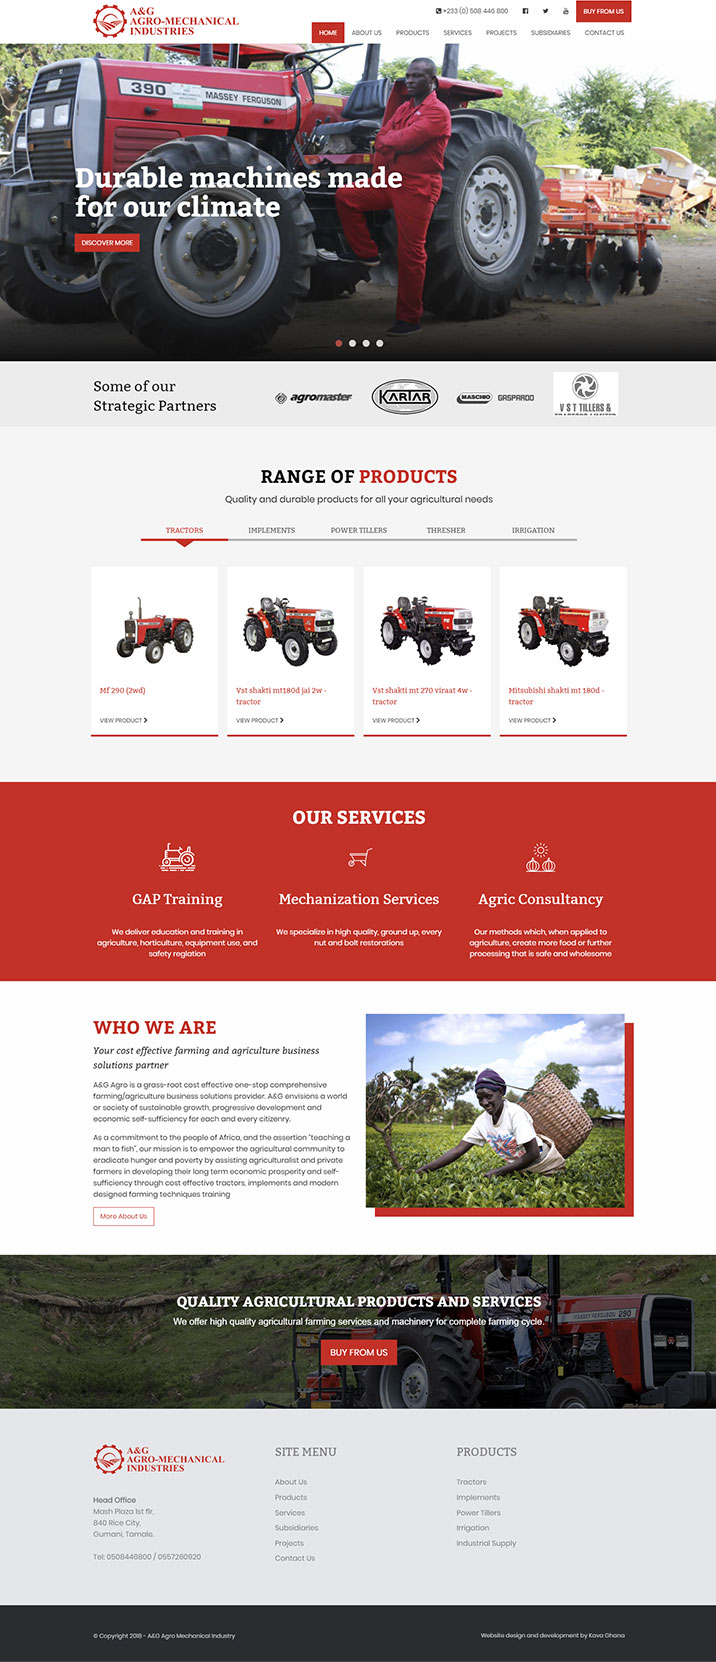 A&G
AGRO-MECHANICAL
INDUSTRIES
+233 (0) 508 446 800
BUY FROM US
HOME ABOUT US PRODUCTS SERVICES PROJECTS SUBSIDIARIES CONTACT US
390
MASSEY FERGUSON
Durable machines made
for our climate
DISCOVER MORE
Some of our
Strategic Partners
agromaster
KARTAR
MASCHIO GASPARDO
V S T TILLERS &
RANGE OF PRODUCTS
Quality and durable products for all your agricultural needs
TRACTORS IMPLEMENTS POWER TILLERS THRESHER IRRIGATION
Mf 290 (2wd)
VIEW PRODUCT
Vst shakti mt180d jai 2w -
tractor
VIEW PRODUCT
Vst shakti mt 270 viraat 4w -
tractor
VIEW PRODUCT
Mitsubishi shakti mt 180d -
tractor
VIEW PRODUCT
OUR SERVICES
GAP Training
We deliver education and training in
agriculture, horticulture, equipment use, and
safety reglation
Mechanization Services
We specialize in high quality, ground up, every
nut and bolt restorations
Agric Consultancy
Our methods which, when applied to
agriculture, create more food or further
processing that is safe and wholesome
WHO WE ARE
Your cost effective farming and agriculture business
solutions partner
A&G Agro is a grass-root cost effective one-stop comprehensive
farming/agriculture business solutions provider. A&G envisions a world
or society of sustainable growth, progressive development and
economic self-sufficiency for each and every citizenry.
As a commitment to the people of Africa, and the assertion "teaching a
man to fish", our mission is to empower the agricultural community to
eradicate hunger and poverty by assisting agriculturalist and private
farmers in developing their long term economic prosperity and self-
sufficiency through cost effective tractors, implements and modern
designed farming techniques training
More About Us
QUALITY AGRICULTURAL PRODUCTS AND SERVICES
We offer high quality agricultural farming services and machinery for complete farming cycle.
MASSEY FERGUSON 290
BUY FROM US
A&G
AGRO-MECHANICAL
INDUSTRIES
Head Office
Mash Plaza 1st flr,
840 Rice City,
Gumani, Tamale.
Tel: 0508446800 / 0557280920
SITE MENU
About Us
Products
Services
Subsidiaries
Projects
Contact Us
PRODUCTS
Tractors
Implements
Power Tillers
Irrigation
Industrial Supply
© Copyright 2018 - A&G Agro Mechanical Industry
Website design and development by Kava Ghana